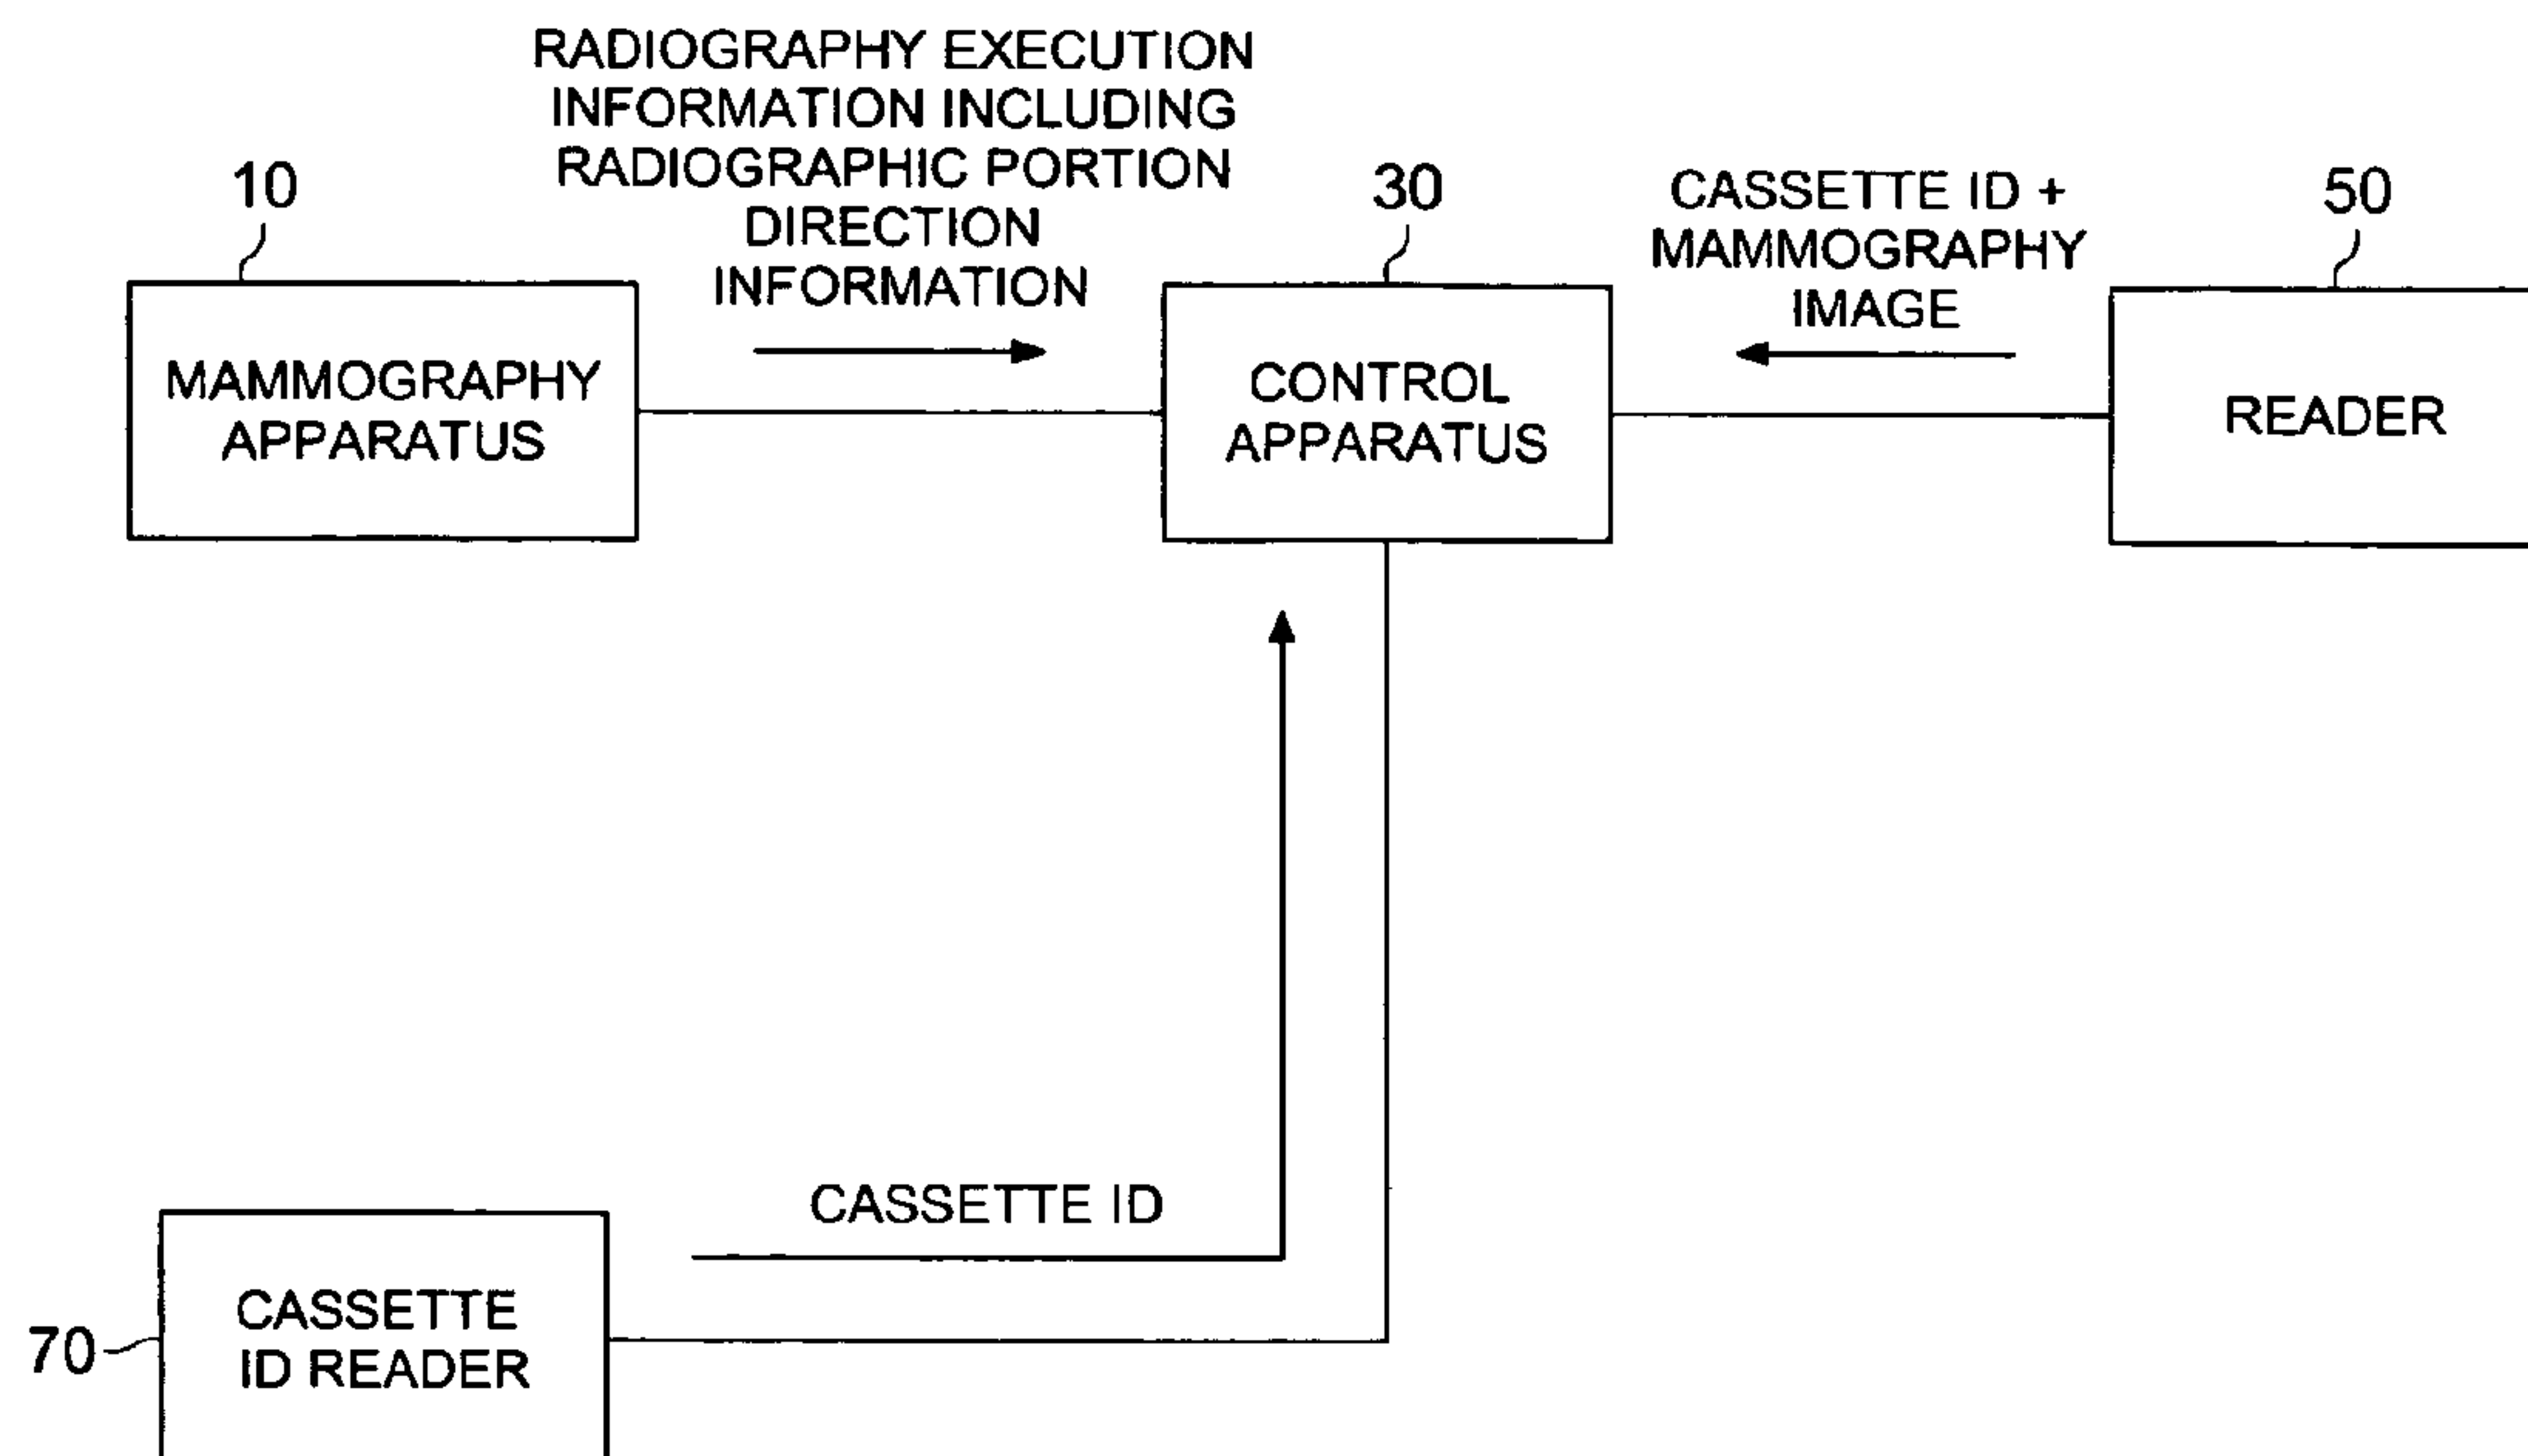 RADIOGRAPHY EXECUTION
INFORMATION INCLUDING
RADIOGRAPHIC PORTION
DIRECTION
INFORMATION
10
30
CASSETTE ID +
MAMMOGRAPHY
IMAGE
50
MAMMOGRAPHY
APPARATUS
CONTROL
APPARATUS
READER
CASSETTE ID
70
CASSETTE
ID READER